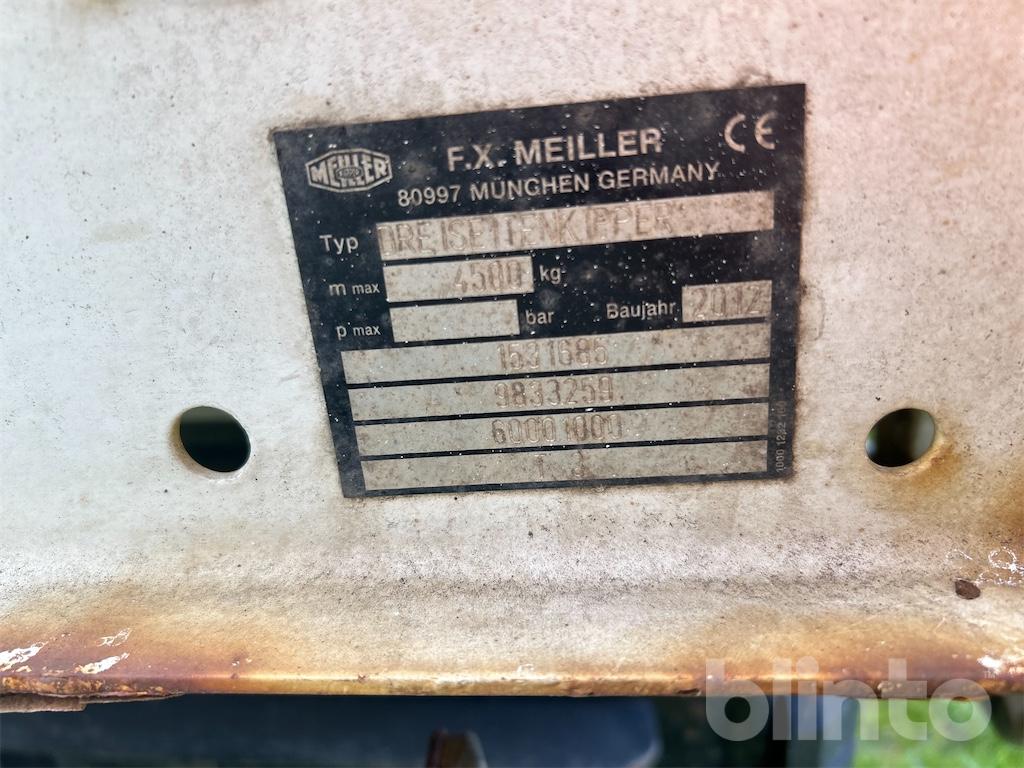 MEILLER
F.X. MEILLER
CE
80997 MÜNCHEN GERMANY
Typ DREISEITENKIPPER
m max 4500 kg
p max bar Baujahr 2012
1531685
9833259
60001000
blinto